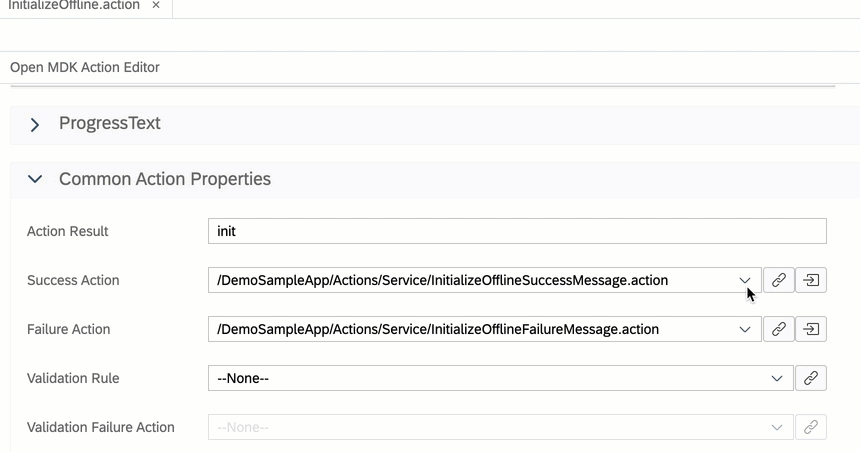 InitializeOffline.action ×
Open MDK Action Editor
ProgressText
Common Action Properties
Action Result init
Success Action /DemoSampleApp/Actions/Service/InitializeOfflineSuccessMessage.action
Failure Action /DemoSampleApp/Actions/Service/InitializeOfflineFailureMessage.action
Validation Rule --None--
Validation Failure Action --None--